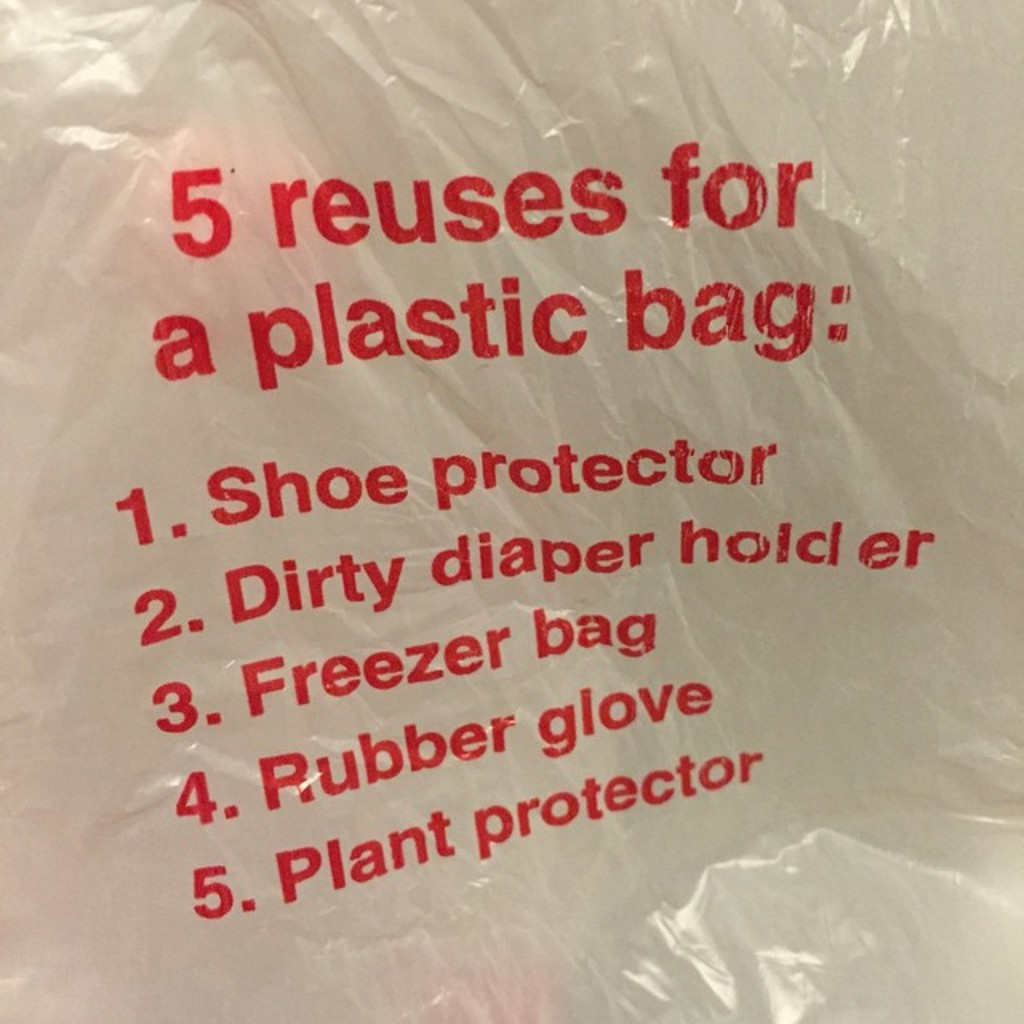 5 reuses for
a plastic bag:
1. Shoe protector
2. Dirty diaper holder
3. Freezer bag
4. Rubber glove
5. Plant protector